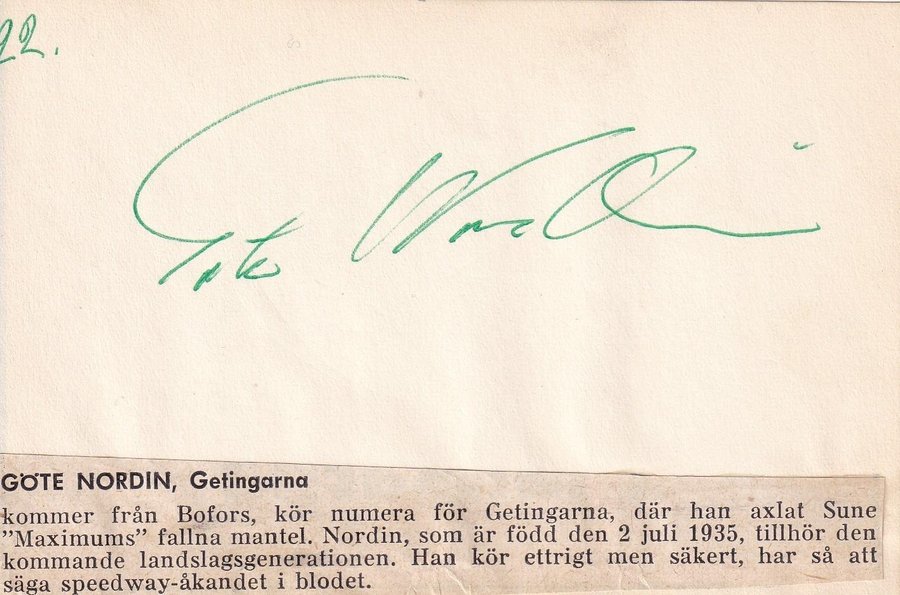 22.
Göte Nordin
GÖTE NORDIN, Getingarna
kommer från Bofors, kör numera för Getingarna, där han axlat Sune
”Maximums” fallna mantel. Nordin, som är född den 2 juli 1935, tillhör den
kommande landslagsgenerationen. Han kör ettrigt men säkert, har så att
säga speedway-åkandet i blodet.